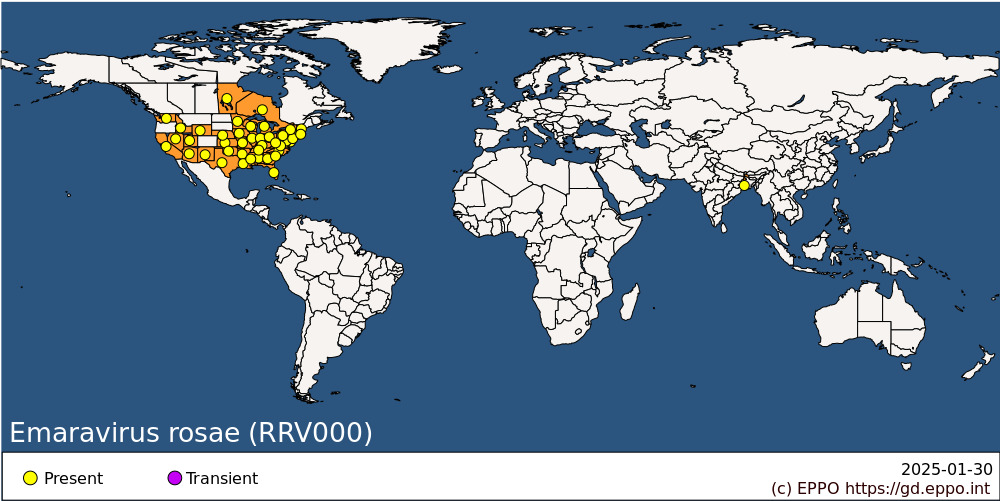 Emaravirus rosae (RRV000)
Present
Transient
2025-01-30
(c) EPPO https://gd.eppo.int